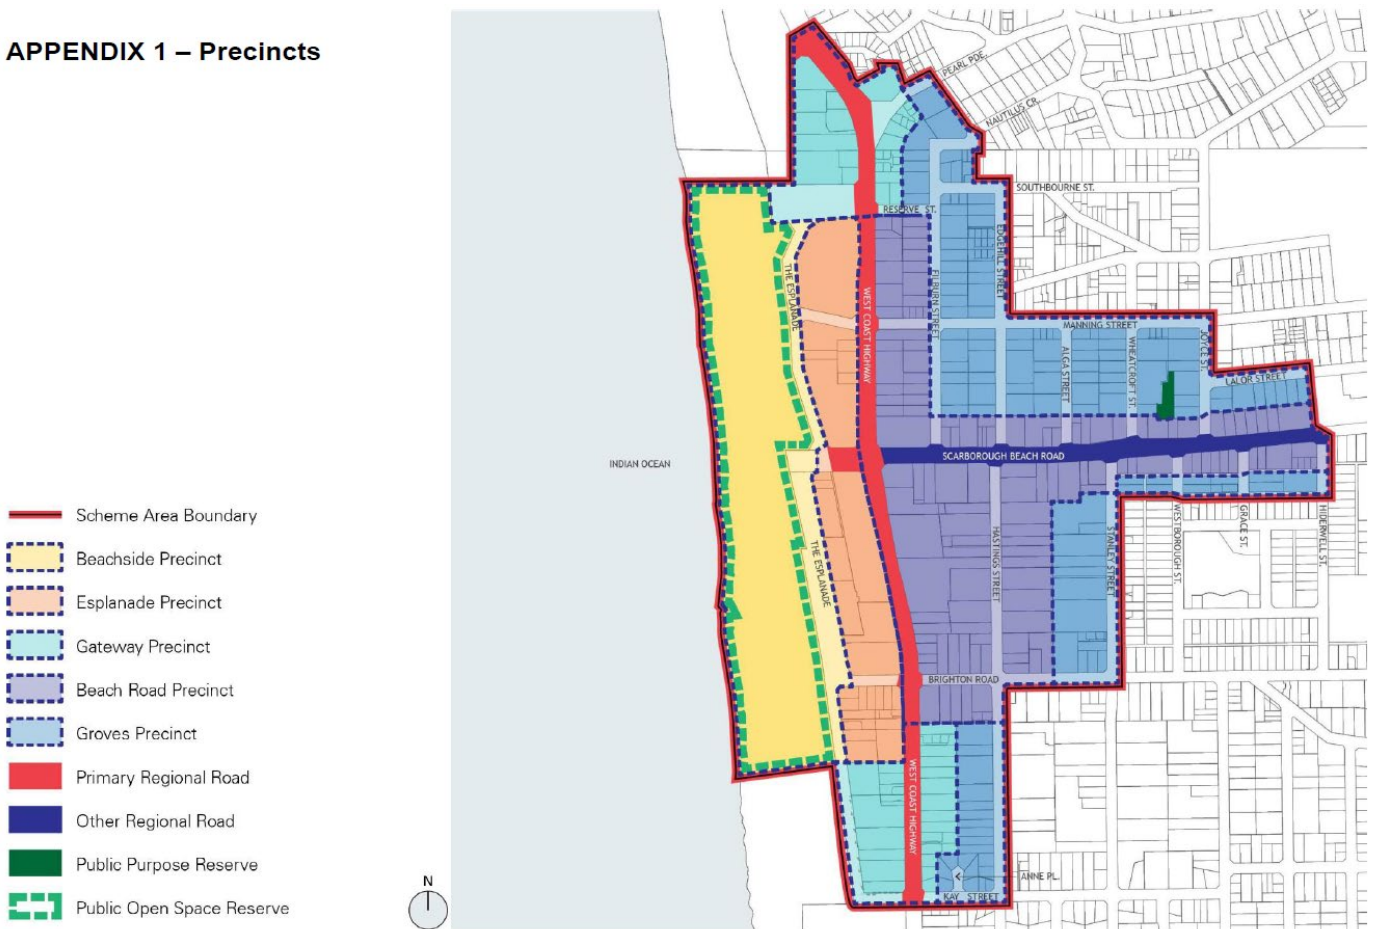 APPENDIX 1 – Precincts
PEARL PDE.
NAUTILUS CR.
SOUTHBOURNE ST.
RESERVE ST.
EDGEHILL STREET
THE ESPLANADE
WEST COAST HIGHWAY
FILBURN STREET
MANNING STREET
ALGA STREET
WHEATCROFT ST.
JOYCE ST.
LALOR STREET
INDIAN OCEAN
SCARBOROUGH BEACH ROAD
Scheme Area Boundary
Beachside Precinct
Esplanade Precinct
Gateway Precinct
Beach Road Precinct
Groves Precinct
Primary Regional Road
Other Regional Road
Public Purpose Reserve
Public Open Space Reserve
THE ESPLANADE
HASTINGS STREET
STANLEY STREET
WESTBOROUGH ST.
GRACE ST.
HIDERWELL ST.
BRIGHTON ROAD
WEST COAST HIGHWAY
ANNE PL.
KAY STREET
N